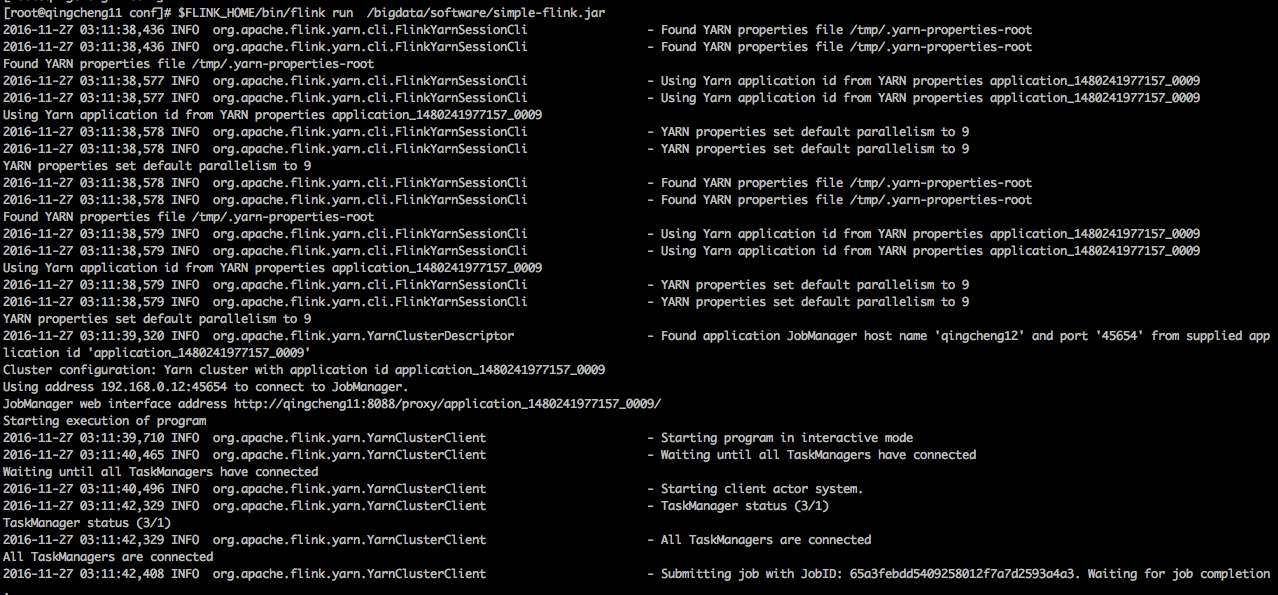 [root@qingcheng11 conf]# $FLINK_HOME/bin/flink run  /bigdata/software/simple-flink.jar
2016-11-27 03:11:38,436 INFO  org.apache.flink.yarn.cli.FlinkYarnSessionCli                 - Found YARN properties file /tmp/.yarn-properties-root
2016-11-27 03:11:38,436 INFO  org.apache.flink.yarn.cli.FlinkYarnSessionCli                 - Found YARN properties file /tmp/.yarn-properties-root
Found YARN properties file /tmp/.yarn-properties-root
2016-11-27 03:11:38,577 INFO  org.apache.flink.yarn.cli.FlinkYarnSessionCli                 - Using Yarn application id from YARN properties application_1480241977157_0009
2016-11-27 03:11:38,577 INFO  org.apache.flink.yarn.cli.FlinkYarnSessionCli                 - Using Yarn application id from YARN properties application_1480241977157_0009
Using Yarn application id from YARN properties application_1480241977157_0009
2016-11-27 03:11:38,578 INFO  org.apache.flink.yarn.cli.FlinkYarnSessionCli                 - YARN properties set default parallelism to 9
2016-11-27 03:11:38,578 INFO  org.apache.flink.yarn.cli.FlinkYarnSessionCli                 - YARN properties set default parallelism to 9
YARN properties set default parallelism to 9
2016-11-27 03:11:38,578 INFO  org.apache.flink.yarn.cli.FlinkYarnSessionCli                 - Found YARN properties file /tmp/.yarn-properties-root
2016-11-27 03:11:38,578 INFO  org.apache.flink.yarn.cli.FlinkYarnSessionCli                 - Found YARN properties file /tmp/.yarn-properties-root
Found YARN properties file /tmp/.yarn-properties-root
2016-11-27 03:11:38,579 INFO  org.apache.flink.yarn.cli.FlinkYarnSessionCli                 - Using Yarn application id from YARN properties application_1480241977157_0009
2016-11-27 03:11:38,579 INFO  org.apache.flink.yarn.cli.FlinkYarnSessionCli                 - Using Yarn application id from YARN properties application_1480241977157_0009
Using Yarn application id from YARN properties application_1480241977157_0009
2016-11-27 03:11:38,579 INFO  org.apache.flink.yarn.cli.FlinkYarnSessionCli                 - YARN properties set default parallelism to 9
2016-11-27 03:11:38,579 INFO  org.apache.flink.yarn.cli.FlinkYarnSessionCli                 - YARN properties set default parallelism to 9
YARN properties set default parallelism to 9
2016-11-27 03:11:39,320 INFO  org.apache.flink.yarn.YarnClusterDescriptor                   - Found application JobManager host name 'qingcheng12' and port '45654' from supplied app
lication id 'application_1480241977157_0009'
Cluster configuration: Yarn cluster with application id application_1480241977157_0009
Using address 192.168.0.12:45654 to connect to JobManager.
JobManager web interface address http://qingcheng11:8088/proxy/application_1480241977157_0009/
Starting execution of program
2016-11-27 03:11:39,710 INFO  org.apache.flink.yarn.YarnClusterClient                       - Starting program in interactive mode
2016-11-27 03:11:40,465 INFO  org.apache.flink.yarn.YarnClusterClient                       - Waiting until all TaskManagers have connected
Waiting until all TaskManagers have connected
2016-11-27 03:11:40,496 INFO  org.apache.flink.yarn.YarnClusterClient                       - Starting client actor system.
2016-11-27 03:11:42,329 INFO  org.apache.flink.yarn.YarnClusterClient                       - TaskManager status (3/1)
TaskManager status (3/1)
2016-11-27 03:11:42,329 INFO  org.apache.flink.yarn.YarnClusterClient                       - All TaskManagers are connected
All TaskManagers are connected
2016-11-27 03:11:42,408 INFO  org.apache.flink.yarn.YarnClusterClient                       - Submitting job with JobID: 65a3febdd5409258012f7a7d2593a4a3. Waiting for job completion